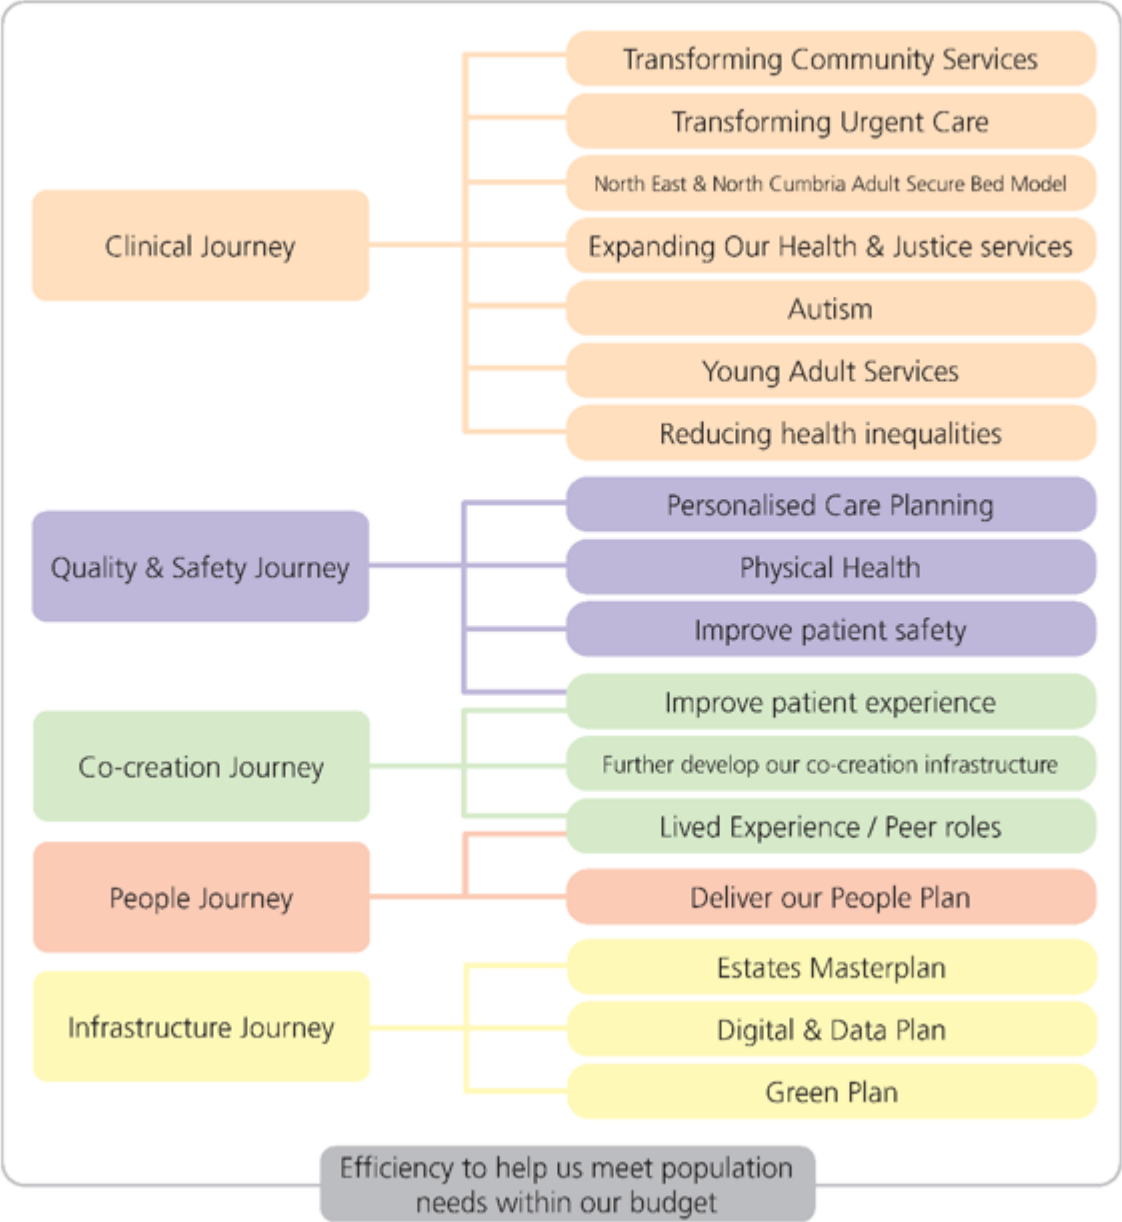 Clinical Journey
Transforming Community Services
Transforming Urgent Care
North East & North Cumbria Adult Secure Bed Model
Expanding Our Health & Justice services
Autism
Young Adult Services
Reducing health inequalities
Quality & Safety Journey
Personalised Care Planning
Physical Health
Improve patient safety
Improve patient experience
Co-creation Journey
Further develop our co-creation infrastructure
Lived Experience / Peer roles
People Journey
Deliver our People Plan
Infrastructure Journey
Estates Masterplan
Digital & Data Plan
Green Plan
Efficiency to help us meet population
needs within our budget